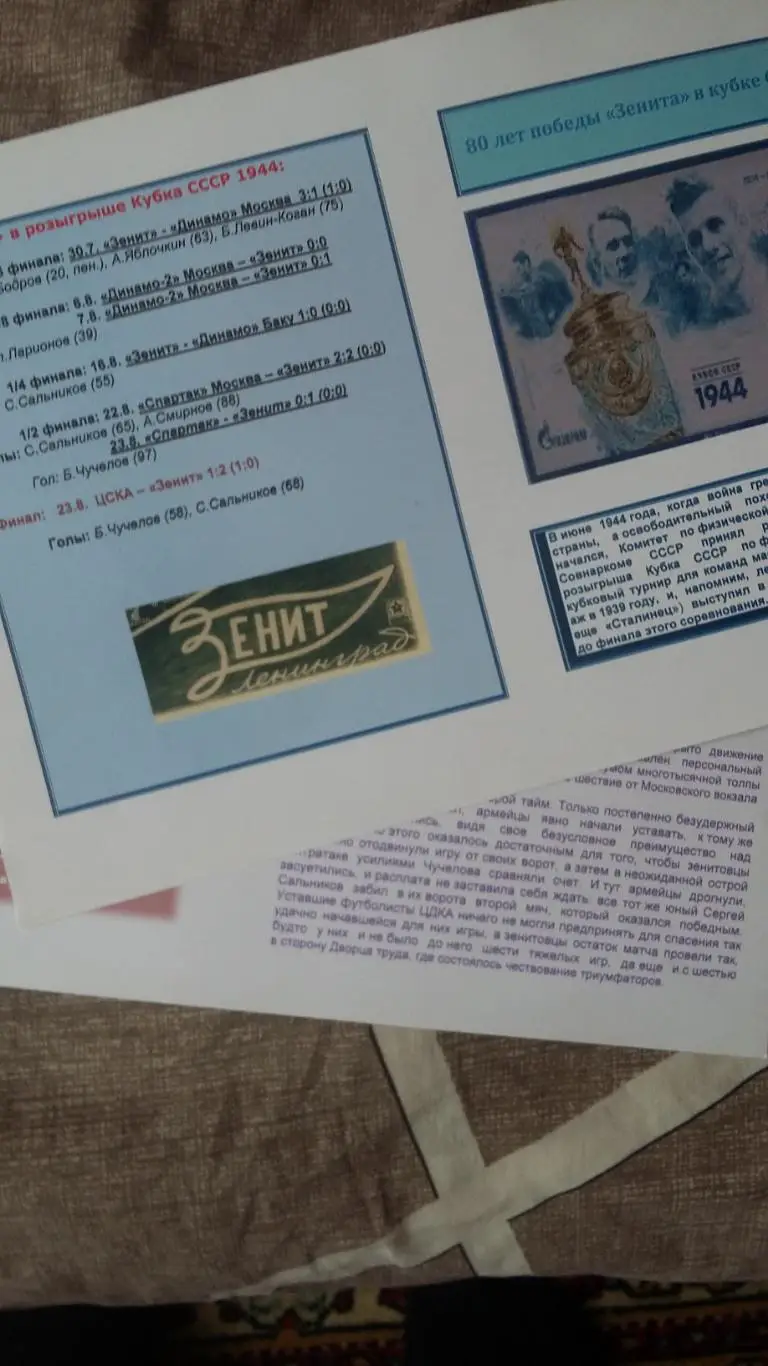 в розыгрыше Кубка СССР 1944:
финала: 30.7. «Зенит» - «Динамо» Москва 3:1 (1:0)
(20, пен.), А.Яблочкин (63), Б.Левин-Коган (75)
финала: 6.8. «Динамо-2» Москва – «Зенит» 0:0
7.8. «Динамо-2» Москва – «Зенит» 0:1
Ларионов (39)
1/4 финала: 16.8. «Зенит» - «Динамо» Баку 1:0 (0:0)
С.Сальников (55)
1/2 финала: 22.8. «Спартак» Москва – «Зенит» 2:2 (0:0)
С.Сальников (65), А.Смирнов (88)
23.8. «Спартак» - «Зенит» 0:1 (0:0)
Гол: Б.Чучелов (97)
Финал: 23.8. ЦСКА – «Зенит» 1:2 (1:0)
Голы: Б.Чучелов (58), С.Сальников (68)
ЗЕНИТ
Ленинград
80 лет победы «Зенита» в кубке
КУБОК СССР
1944
ГАЗПРОМ
В июне 1944 года, когда война
страны, а освободительный
начался, Комитет по физической
Совнаркоме СССР принял
розыгрыша Кубка СССР по
кубковый турнир для команд
аж в 1939 году, и, напомним,
еще «Сталинец») выступил в
до финала этого соревнования.
движение
персональный
многотысячной толпы
шествие от Московского вокзала
тайм. Только постепенно безудержный
армейцы явно начали уставать, к тому же
видя свое безусловное преимущество над
этого оказалось достаточным для того, чтобы зенитовцы
отодвинули игру от своих ворот, а затем в неожиданной острой
усилиями Чучелова сравняли счет. И тут армейцы дрогнули,
засуетились, и расплата не заставила себя ждать: все тот же юный Сергей
Сальников забил в их ворота второй мяч, который оказался победным.
Уставшие футболисты ЦДКА ничего не могли предпринять для спасения так
удачно начавшейся для них игры, а зенитовцы остаток матча провели так,
будто у них и не было до него шести тяжелых игр, да еще и с шестью
в сторону Дворца труда, где состоялось чествование триумфаторов.